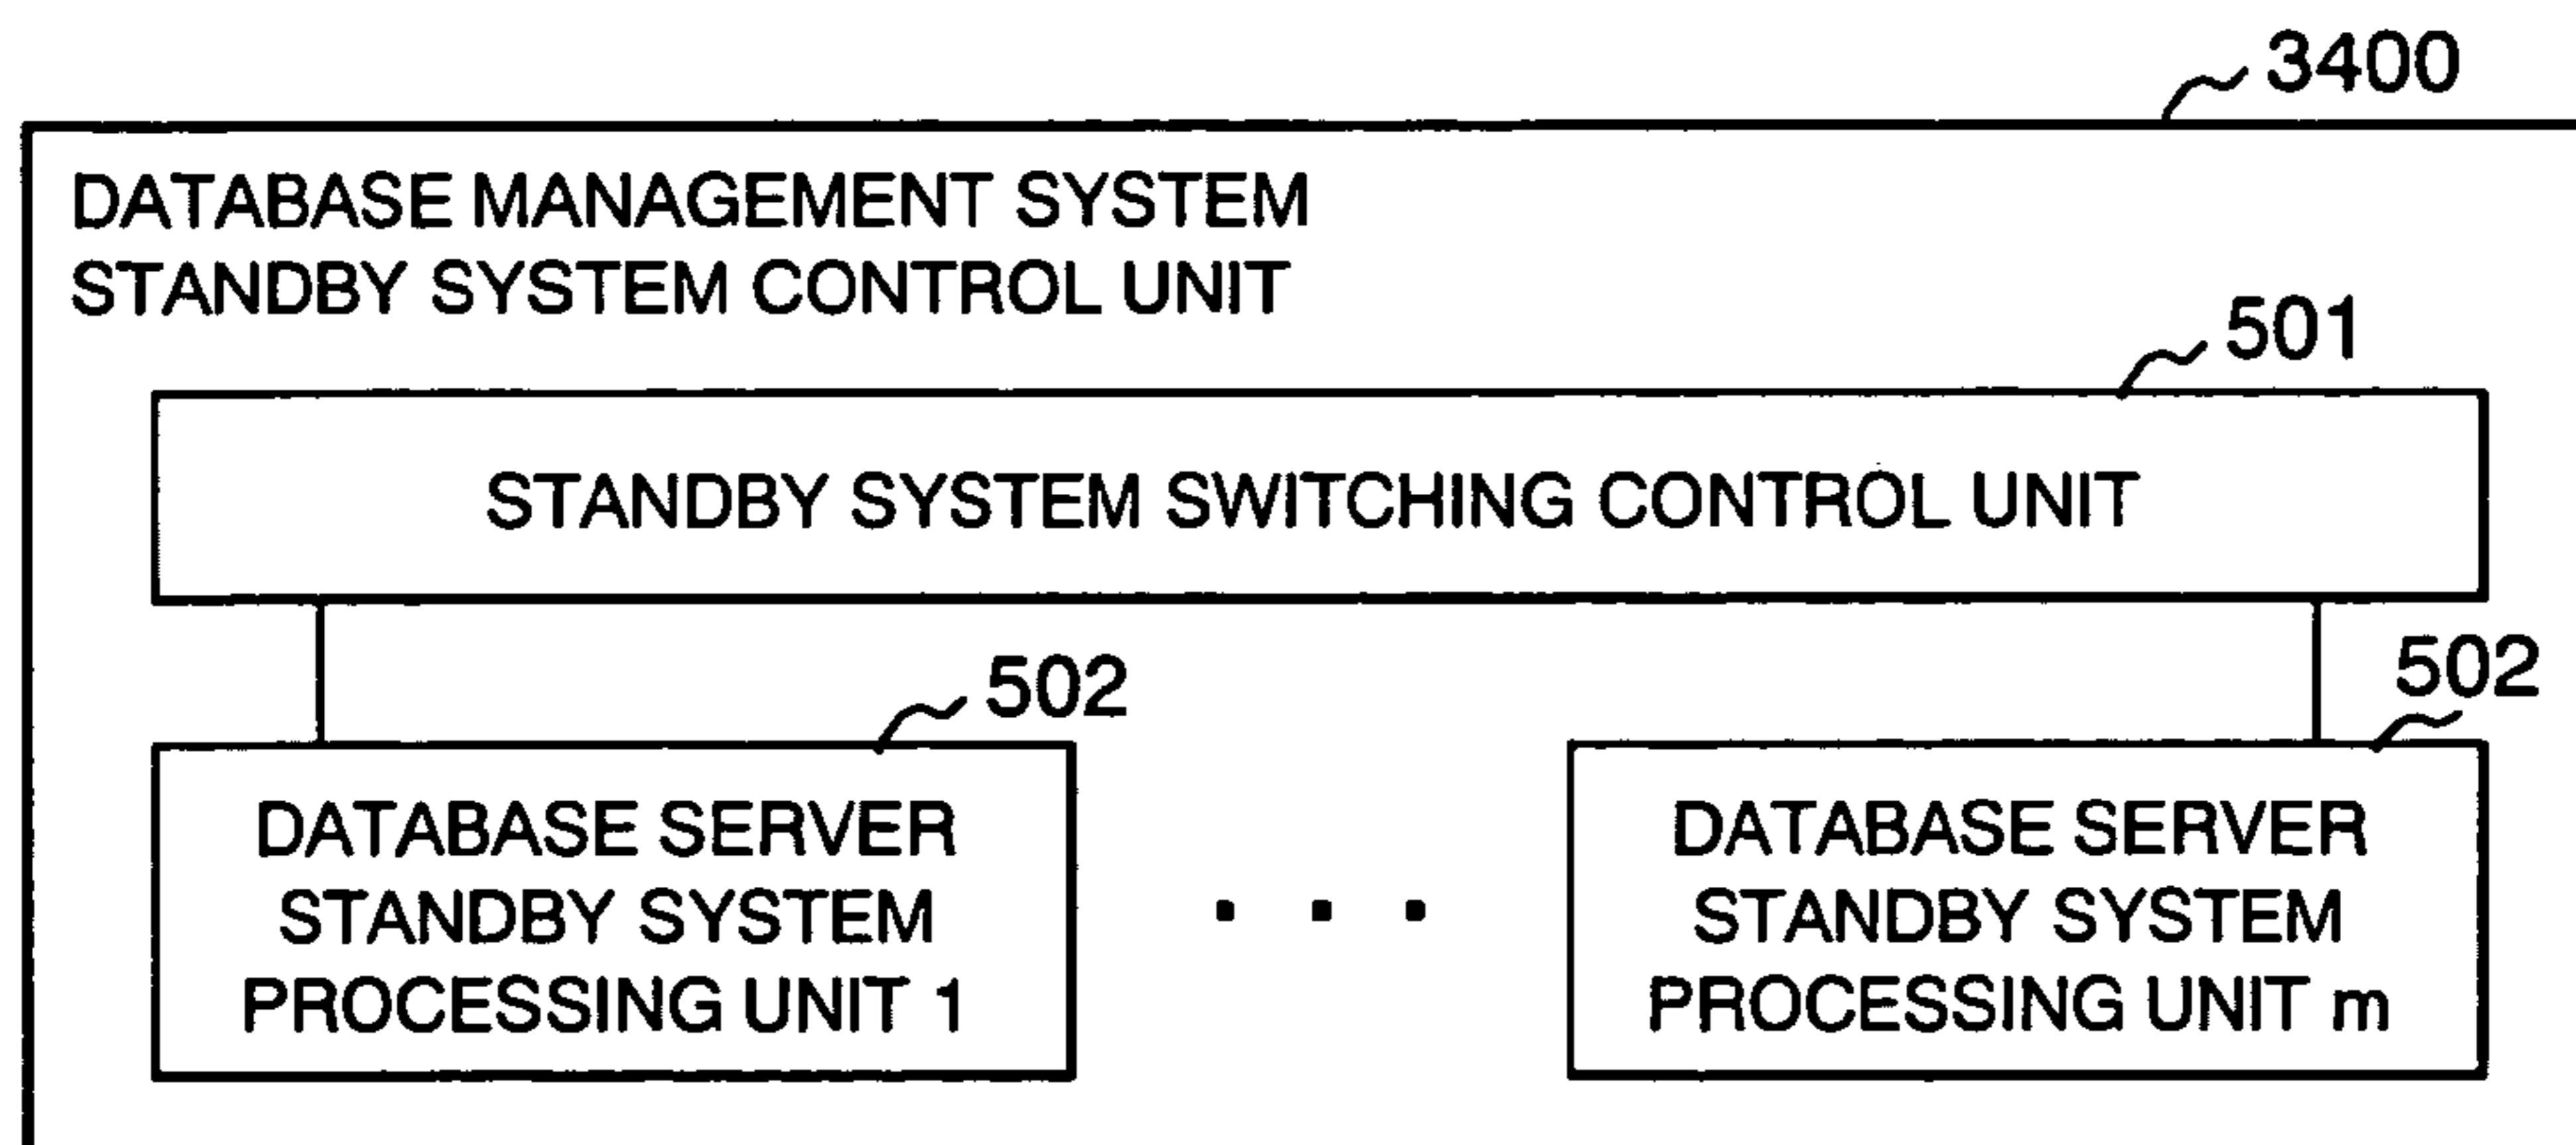 3400
DATABASE MANAGEMENT SYSTEM
STANDBY SYSTEM CONTROL UNIT
501
STANDBY SYSTEM SWITCHING CONTROL UNIT
502
502
DATABASE SERVER
STANDBY SYSTEM
PROCESSING UNIT 1
. . .
DATABASE SERVER
STANDBY SYSTEM
PROCESSING UNIT m